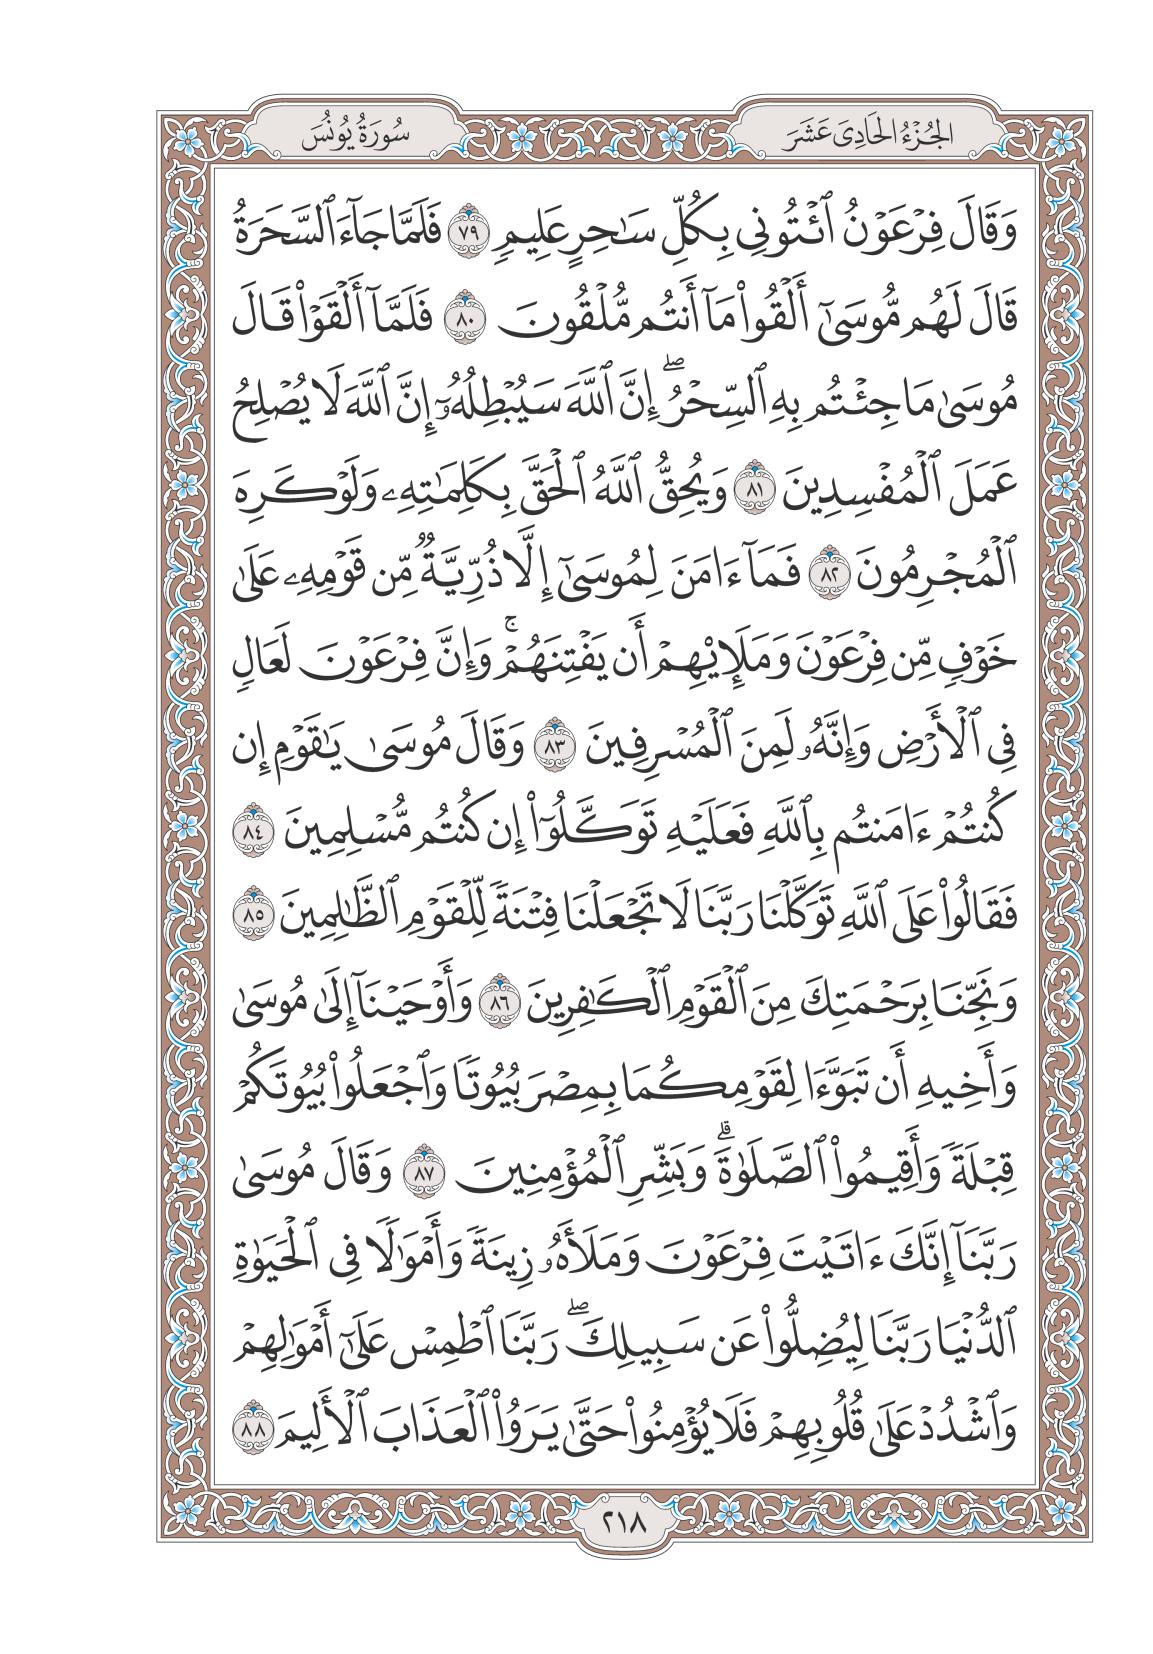 الجُزْءُ الحَادِىَ عَشَرَ
سُورَةُ يُونُسَ
وَقَالَ فِرْعَوْنُ ٱئْتُونِى بِكُلِّ سَـٰحِرٍ عَلِيمٍ ٧٩ فَلَمَّا جَآءَ ٱلسَّحَرَةُ
قَالَ لَهُم مُّوسَىٰٓ أَلْقُوا۟ مَآ أَنتُم مُّلْقُونَ ٨٠ فَلَمَّآ أَلْقَوْا۟ قَالَ
مُوسَىٰ مَا جِئْتُم بِهِ ٱلسِّحْرُ ۖ إِنَّ ٱللَّهَ سَيُبْطِلُهُۥٓ إِنَّ ٱللَّهَ لَا يُصْلِحُ
عَمَلَ ٱلْمُفْسِدِينَ ٨١ وَيُحِقُّ ٱللَّهُ ٱلْحَقَّ بِكَلِمَـٰتِهِۦ وَلَوْ كَرِهَ
ٱلْمُجْرِمُونَ ٨٢ فَمَآ ءَامَنَ لِمُوسَىٰٓ إِلَّا ذُرِّيَّةٌ مِّن قَوْمِهِۦ عَلَىٰ
خَوْفٍ مِّن فِرْعَوْنَ وَمَلَإِي۟هِمْ أَن يَفْتِنَهُمْ ۚ وَإِنَّ فِرْعَوْنَ لَعَالٍ
فِى ٱلْأَرْضِ وَإِنَّهُۥ لَمِنَ ٱلْمُسْرِفِينَ ٨٣ وَقَالَ مُوسَىٰ يَـٰقَوْمِ إِن
كُنتُمْ ءَامَنتُم بِٱللَّهِ فَعَلَيْهِ تَوَكَّلُوٓا۟ إِن كُنتُم مُّسْلِمِينَ ٨٤
فَقَالُوا۟ عَلَى ٱللَّهِ تَوَكَّلْنَا رَبَّنَا لَا تَجْعَلْنَا فِتْنَةً لِّلْقَوْمِ ٱلظَّـٰلِمِينَ ٨٥
وَنَجِّنَا بِرَحْمَتِكَ مِنَ ٱلْقَوْمِ ٱلْكَـٰفِرِينَ ٨٦ وَأَوْحَيْنَآ إِلَىٰ مُوسَىٰ
وَأَخِيهِ أَن تَبَوَّءَا لِقَوْمِكُمَا بِمِصْرَ بُيُوتًا وَٱجْعَلُوا۟ بُيُوتَكُمْ
قِبْلَةً وَأَقِيمُوا۟ ٱلصَّلَوٰةَ ۗ وَبَشِّرِ ٱلْمُؤْمِنِينَ ٨٧ وَقَالَ مُوسَىٰ
رَبَّنَآ إِنَّكَ ءَاتَيْتَ فِرْعَوْنَ وَمَلَأَهُۥ زِينَةً وَأَمْوَٰلًا فِى ٱلْحَيَوٰةِ
ٱلدُّنْيَا رَبَّنَا لِيُضِلُّوا۟ عَن سَبِيلِكَ ۖ رَبَّنَا ٱطْمِسْ عَلَىٰٓ أَمْوَٰلِهِمْ
وَٱشْدُدْ عَلَىٰ قُلُوبِهِمْ فَلَا يُؤْمِنُوا۟ حَتَّىٰ يَرَوُا۟ ٱلْعَذَابَ ٱلْأَلِيمَ ٨٨
٢١٨